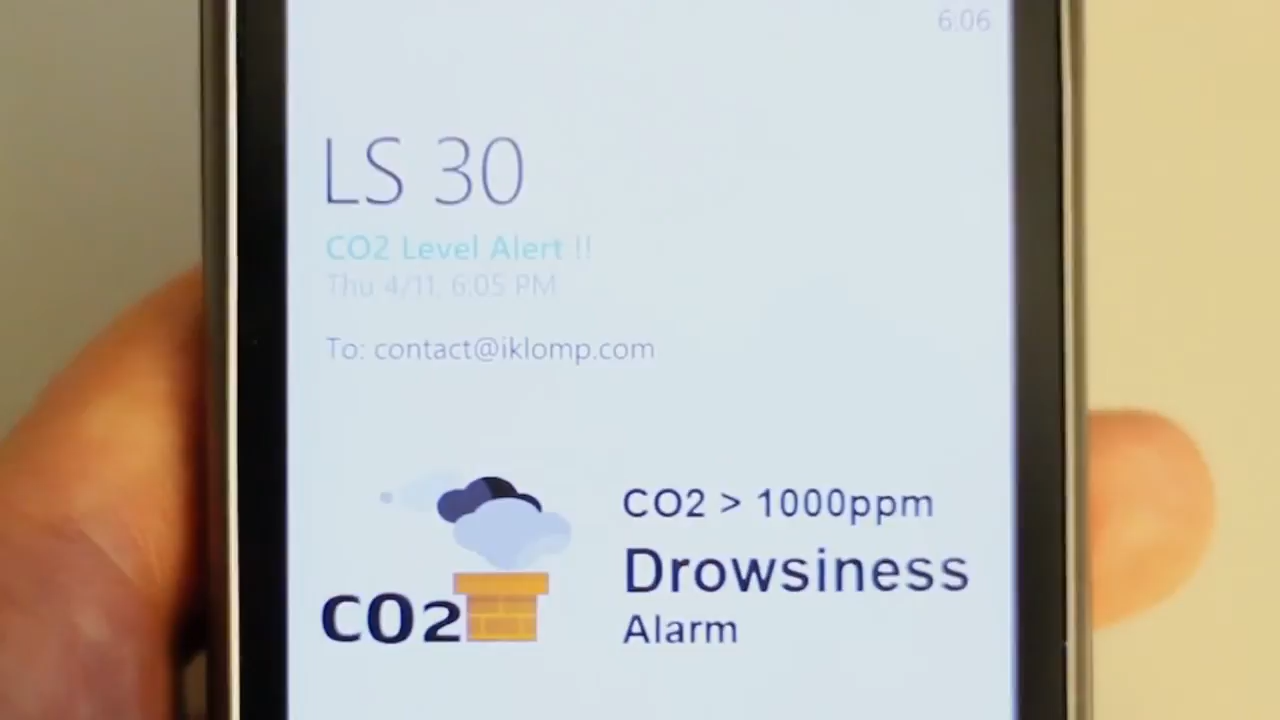 6:06
LS 30
CO2 Level Alert !!
Thu 4/11, 6:05 PM
To: contact@iklomp.com
CO2 > 1000ppm
Drowsiness
Alarm
CO2